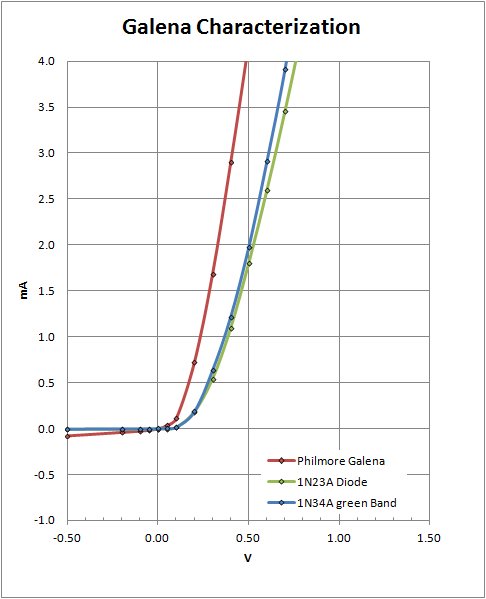 Galena Characterization
4.0
3.5
3.0
2.5
2.0
1.5
1.0
0.5
0.0
-0.5
-1.0
mA
-0.50 0.00 0.50 1.00 1.50
V
Philmore Galena
1N23A Diode
1N34A green Band